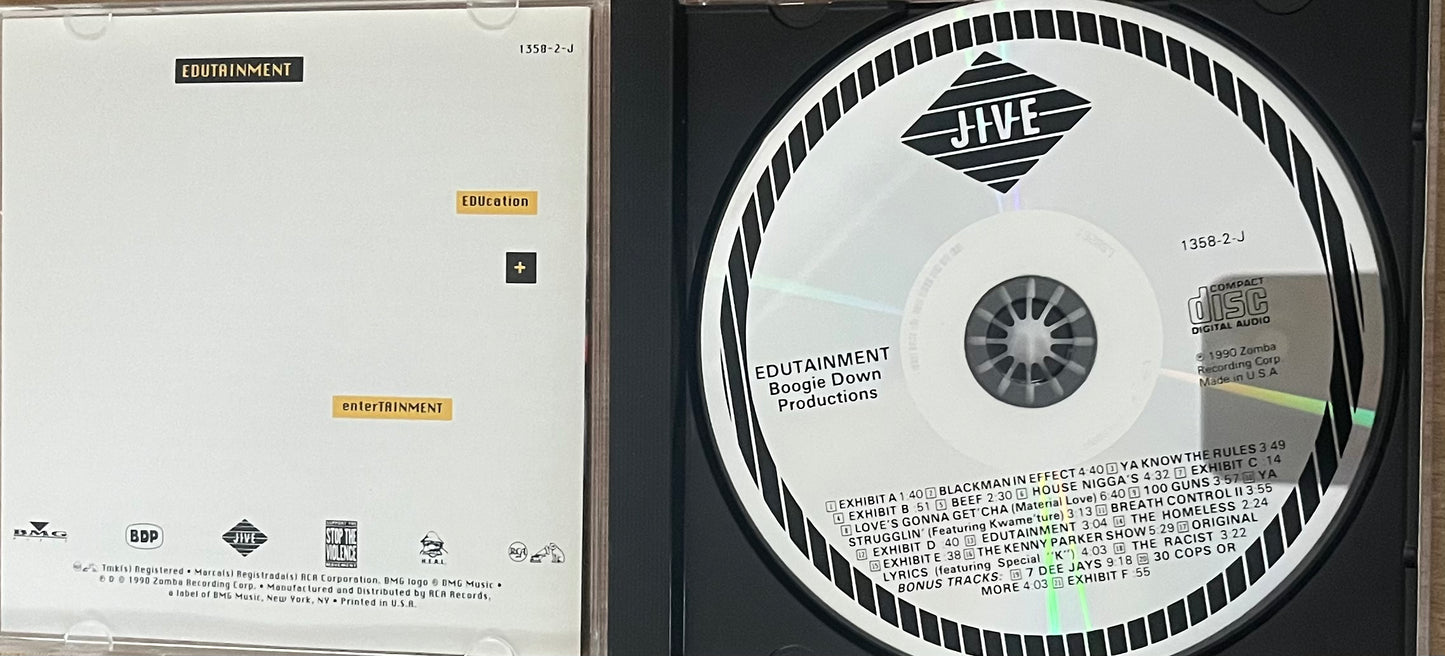 EDUTAINMENT
1358-2-J
EDUcation
+
enterTAINMENT
BMG
BDP
JIVE
SUPPORT THE
STOP THE
VIOLENCE
H.E.A.L.
RCA
Tmk(s) Registered • Marca(s) Registrada(s) RCA Corporation. BMG logo ® BMG Music •
℗ © 1990 Zomba Recording Corp. • Manufactured and Distributed by RCA Records,
a label of BMG Music, New York, NY • Printed in U.S.A.
JIVE
1358-2-J
COMPACT
disc
DIGITAL AUDIO
℗ 1990 Zomba
Recording Corp.
Made in U.S.A.
EDUTAINMENT
Boogie Down
Productions
1 EXHIBIT A 1:40 2 BLACKMAN IN EFFECT 4:40 3 YA KNOW THE RULES 3:49
4 EXHIBIT B :51 5 BEEF 2:30 6 HOUSE NIGGA'S 4:32 7 EXHIBIT C :14
8 LOVE'S GONNA GET'CHA (Material Love) 6:40 9 100 GUNS 3:57 10 YA
STRUGGLIN' (Featuring Kwame'ture) 3:13 11 BREATH CONTROL II 3:55
12 EXHIBIT D :40 13 EDUTAINMENT 3:04 14 THE HOMELESS 2:24
15 EXHIBIT E :38 16 THE KENNY PARKER SHOW 5:29 17 ORIGINAL
LYRICS (featuring Special "K") 4:03 18 THE RACIST 3:22
BONUS TRACKS: 19 7 DEE JAYS 9:18 20 30 COPS OR
MORE 4:03 21 EXHIBIT F :55